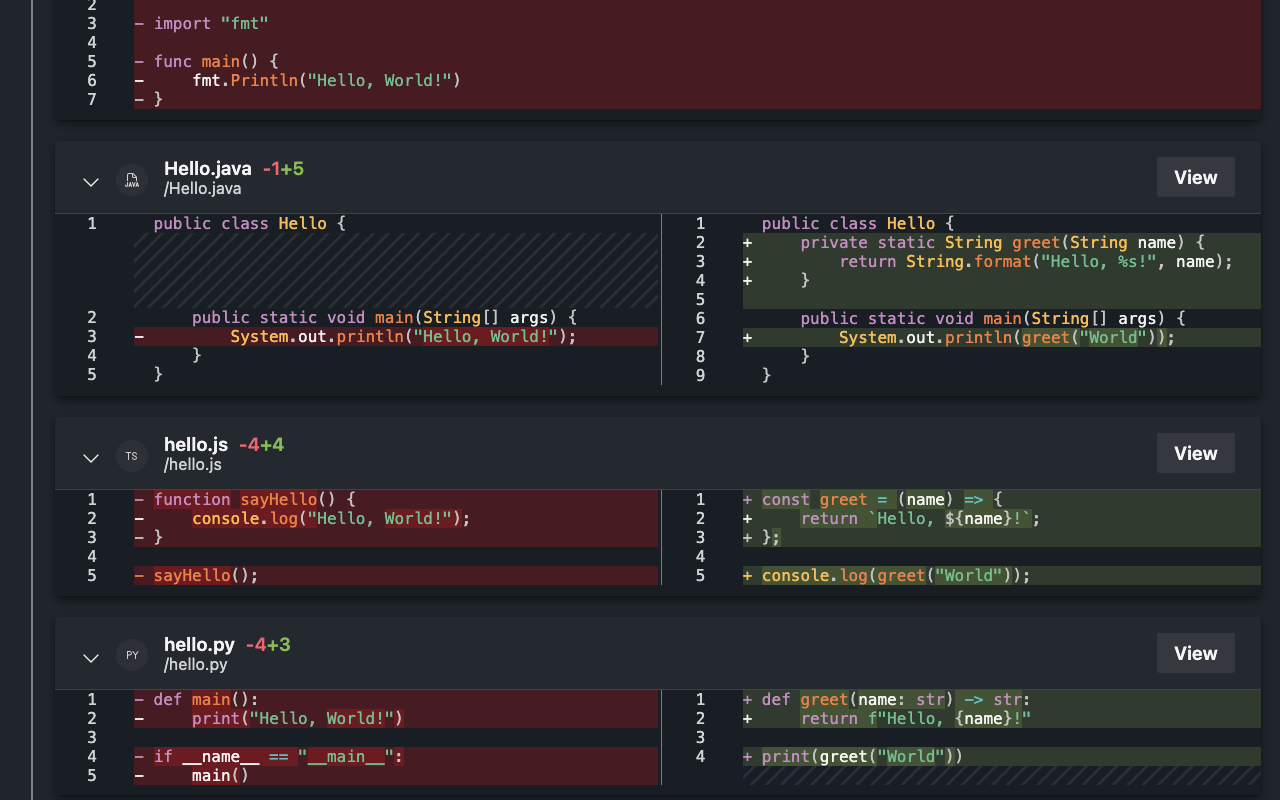 2
3 - import "fmt"
4
5 - func main() {
6 -     fmt.Println("Hello, World!")
7 - }
Hello.java -1+5
/Hello.java
JAVA
View
1   public class Hello {
2       public static void main(String[] args) {
3 -         System.out.println("Hello, World!");
4       }
5   }
1   public class Hello {
2 +     private static String greet(String name) {
3 +         return String.format("Hello, %s!", name);
4 +     }
5
6       public static void main(String[] args) {
7 +         System.out.println(greet("World"));
8       }
9   }
hello.js -4+4
/hello.js
TS
View
1 - function sayHello() {
2 -     console.log("Hello, World!");
3 - }
4
5 - sayHello();
1 + const greet = (name) => {
2 +     return `Hello, ${name}!`;
3 + };
4
5 + console.log(greet("World"));
hello.py -4+3
/hello.py
PY
View
1 - def main():
2 -     print("Hello, World!")
3
4 - if __name__ == "__main__":
5 -     main()
1 + def greet(name: str) -> str:
2 +     return f"Hello, {name}!"
3
4 + print(greet("World"))